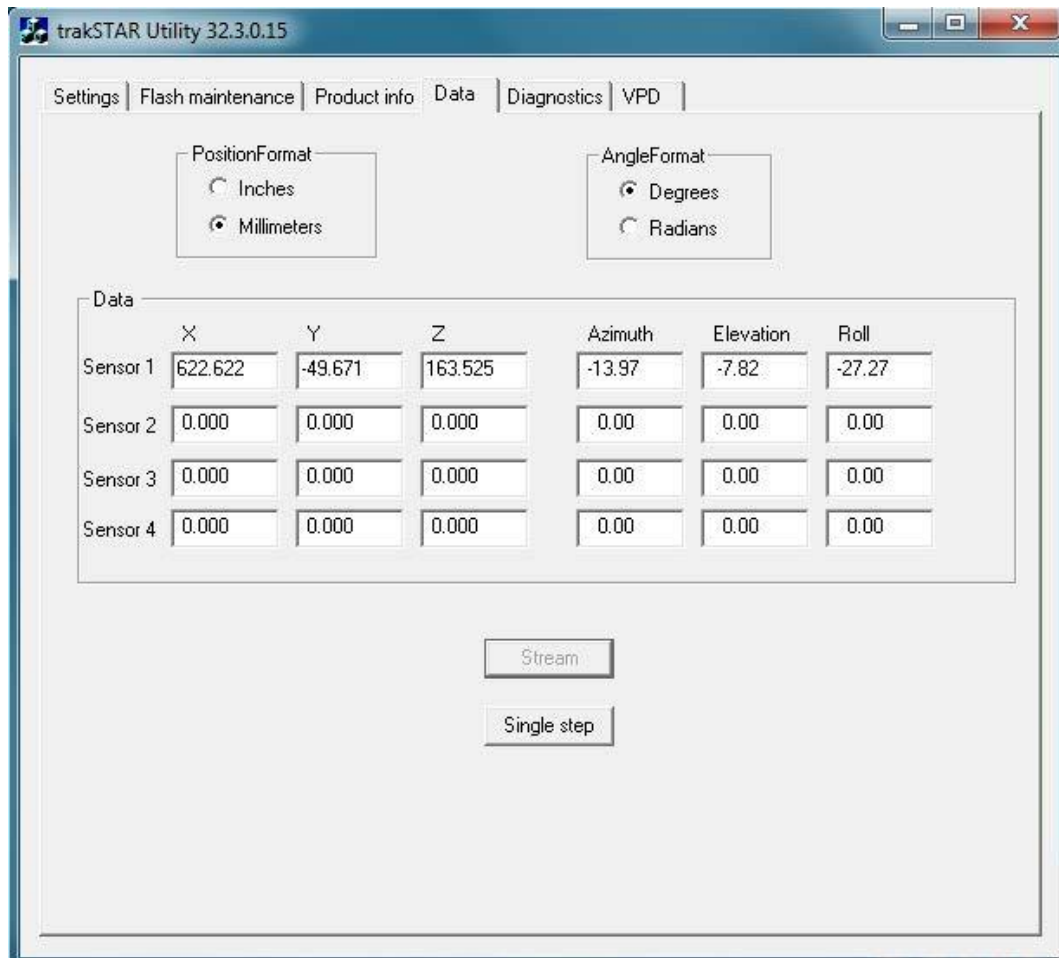 trakSTAR Utility 32.3.0.15
Settings Flash maintenance Product info Data Diagnostics VPD
PositionFormat
Inches
Millimeters
AngleFormat
Degrees
Radians
Data
X Y Z Azimuth Elevation Roll
Sensor 1 622.622 -49.671 163.525 -13.97 -7.82 -27.27
Sensor 2 0.000 0.000 0.000 0.00 0.00 0.00
Sensor 3 0.000 0.000 0.000 0.00 0.00 0.00
Sensor 4 0.000 0.000 0.000 0.00 0.00 0.00
Stream
Single step